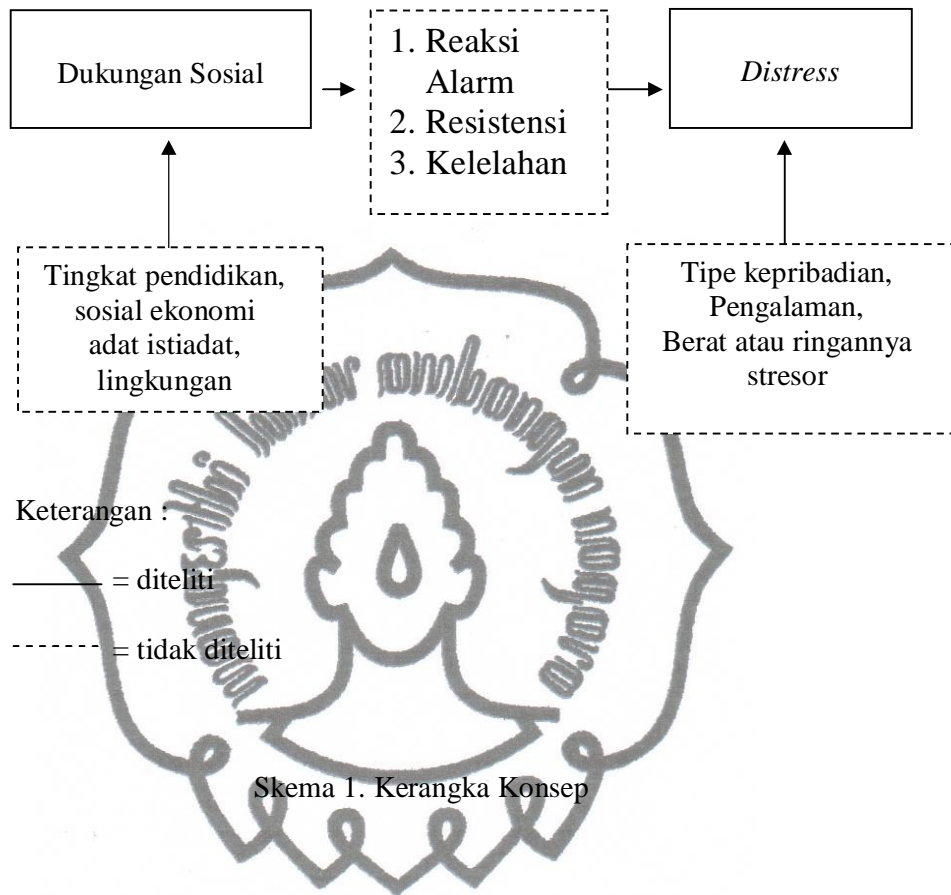 Dukungan Sosial
1. Reaksi
Alarm
2. Resistensi
3. Kelelahan
Distress
Tingkat pendidikan,
sosial ekonomi
adat istiadat,
lingkungan
Tipe kepribadian,
Pengalaman,
Berat atau ringannya
stresor
Keterangan :
= diteliti
= tidak diteliti
Skema 1. Kerangka Konsep